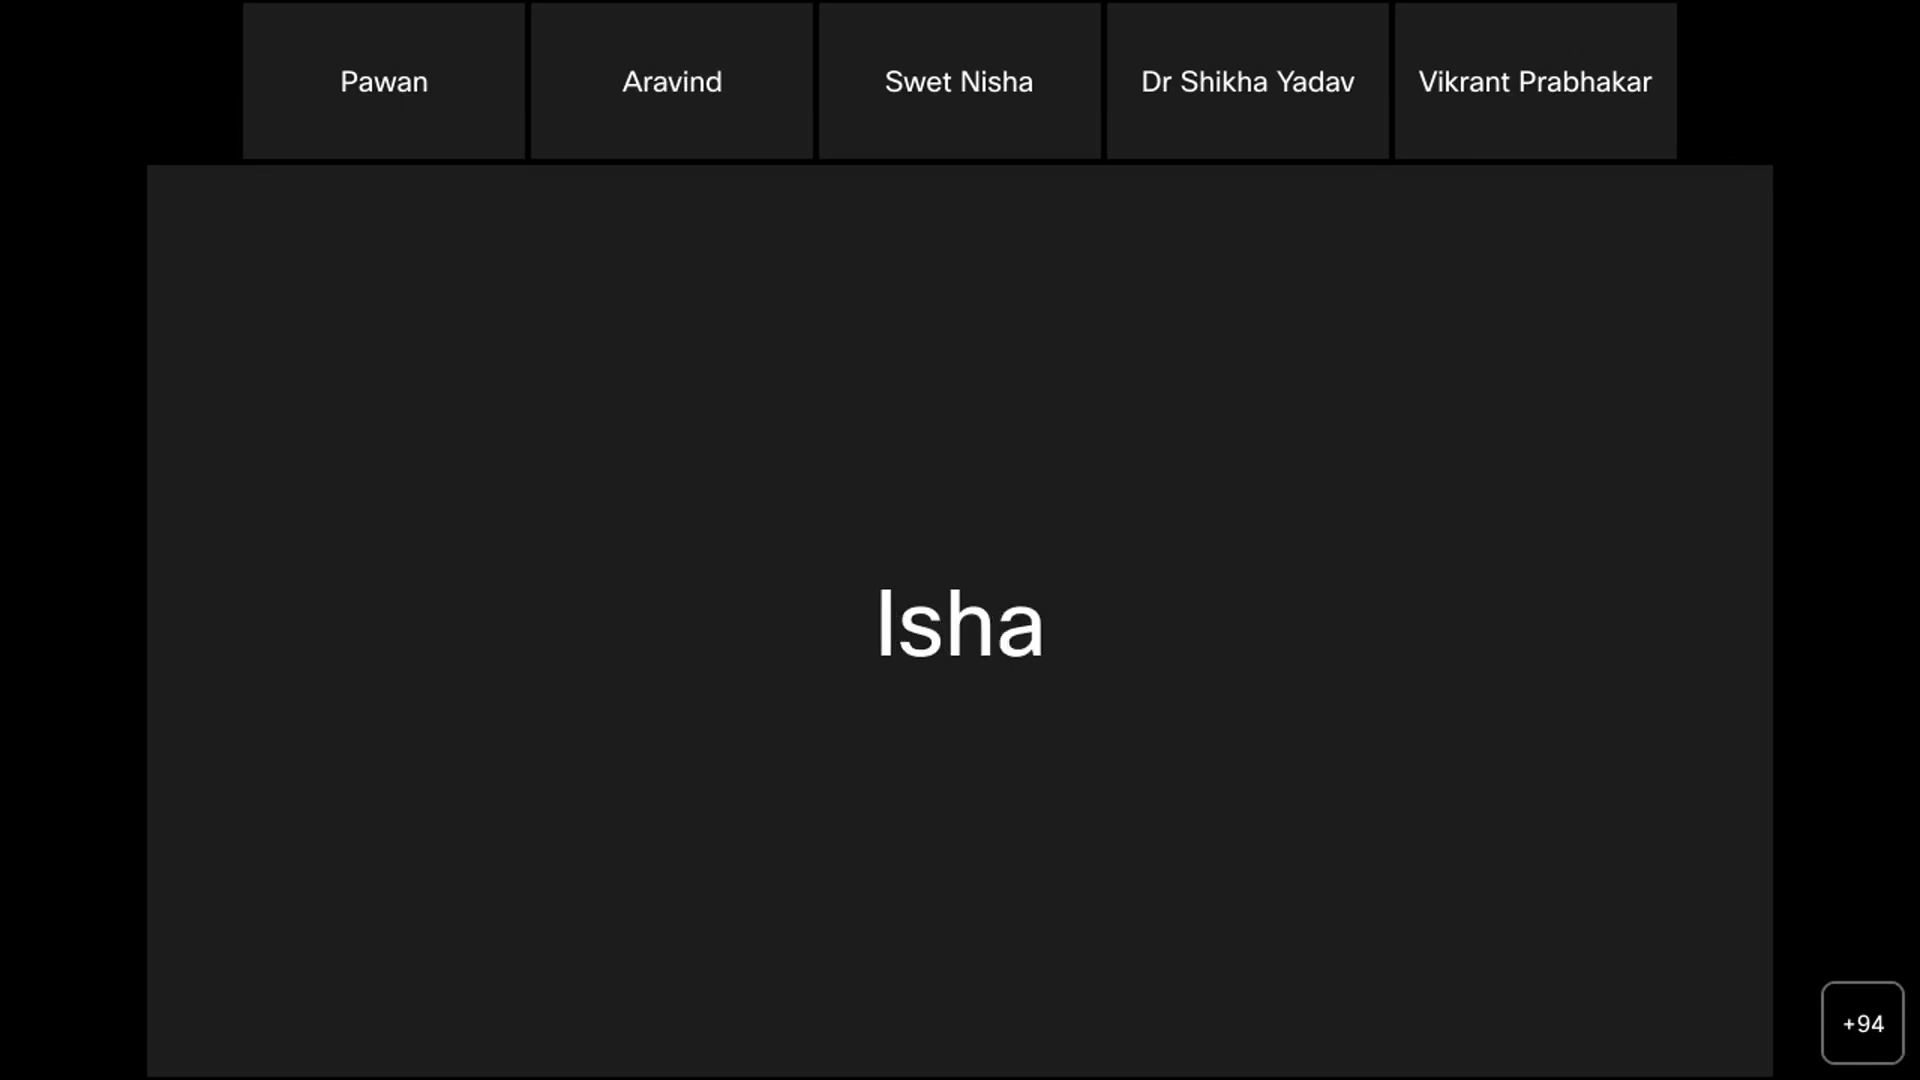 Pawan
Aravind
Swet Nisha
Dr Shikha Yadav
Vikrant Prabhakar
Isha
+94